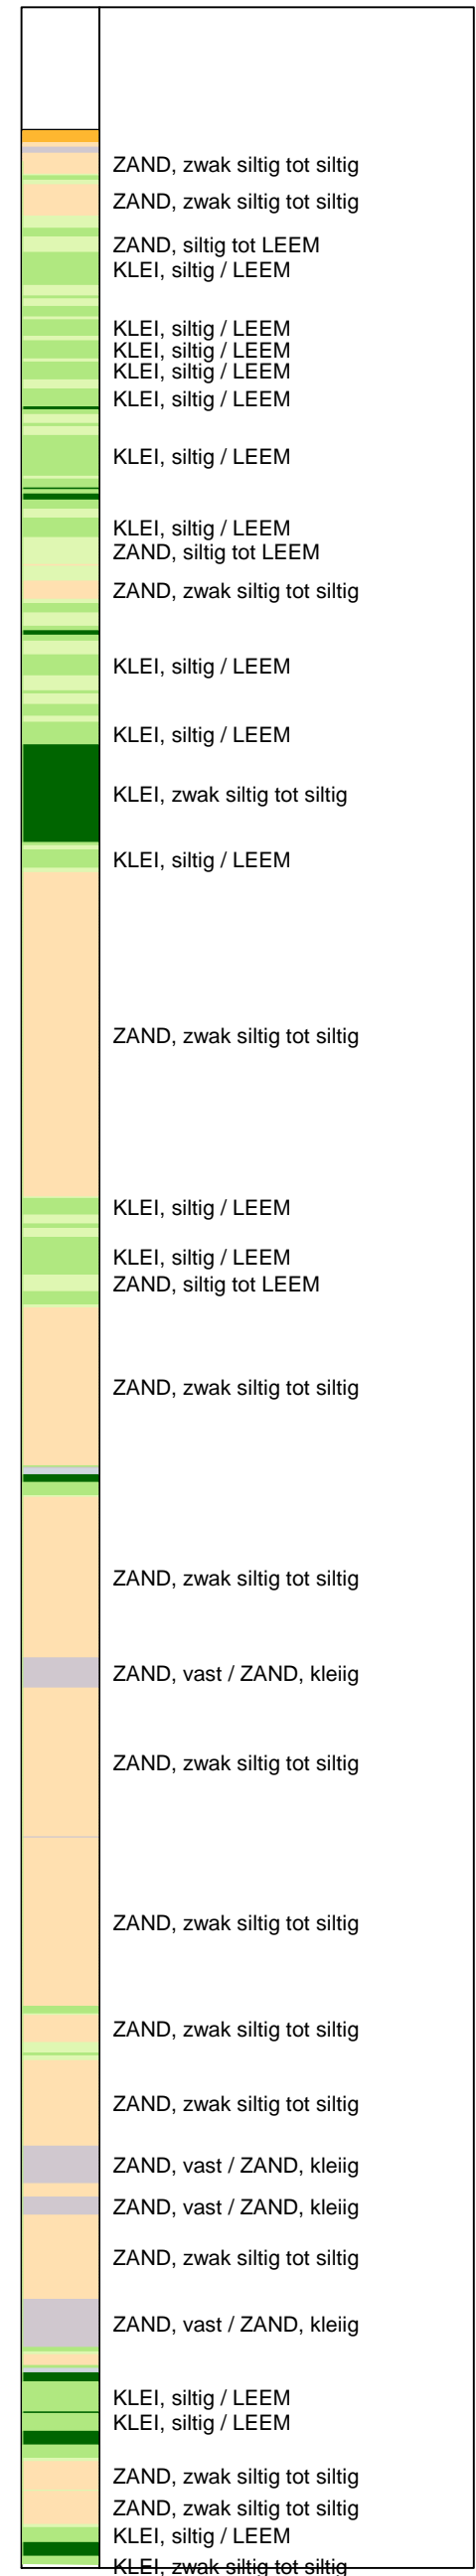 ZAND, zwak siltig tot siltig
ZAND, zwak siltig tot siltig
ZAND, siltig tot LEEM
KLEI, siltig / LEEM
KLEI, siltig / LEEM
KLEI, siltig / LEEM
KLEI, siltig / LEEM
KLEI, siltig / LEEM
KLEI, siltig / LEEM
KLEI, siltig / LEEM
ZAND, siltig tot LEEM
ZAND, zwak siltig tot siltig
KLEI, siltig / LEEM
KLEI, siltig / LEEM
KLEI, zwak siltig tot siltig
KLEI, siltig / LEEM
ZAND, zwak siltig tot siltig
KLEI, siltig / LEEM
KLEI, siltig / LEEM
ZAND, siltig tot LEEM
ZAND, zwak siltig tot siltig
ZAND, zwak siltig tot siltig
ZAND, vast / ZAND, kleiig
ZAND, zwak siltig tot siltig
ZAND, zwak siltig tot siltig
ZAND, zwak siltig tot siltig
ZAND, zwak siltig tot siltig
ZAND, vast / ZAND, kleiig
ZAND, vast / ZAND, kleiig
ZAND, zwak siltig tot siltig
ZAND, vast / ZAND, kleiig
KLEI, siltig / LEEM
KLEI, siltig / LEEM
ZAND, zwak siltig tot siltig
ZAND, zwak siltig tot siltig
KLEI, siltig / LEEM
KLEI, zwak siltig tot siltig